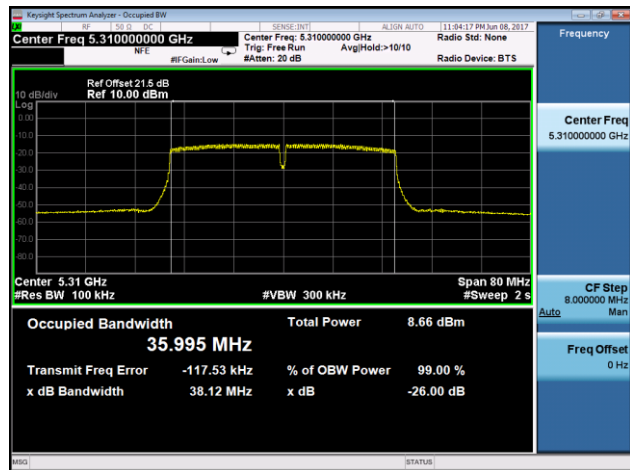 Keysight Spectrum Analyzer - Occupied BW
RF 50 Ω DC SENSE:INT ALIGN AUTO 11:04:17 PM Jun 08, 2017
Center Freq 5.310000000 GHz
Center Freq: 5.310000000 GHz
Radio Std: None
NFE
Trig: Free Run Avg|Hold:>10/10
#IFGain:Low
#Atten: 20 dB
Radio Device: BTS
Ref Offset 21.5 dB
10 dB/div Ref 10.00 dBm
Log
0.00
-10.0
-20.0
-30.0
-40.0
-50.0
-60.0
-70.0
-80.0
Center 5.31 GHz Span 80 MHz
#Res BW 100 kHz #VBW 300 kHz #Sweep 2 s
Occupied Bandwidth Total Power 8.66 dBm
35.995 MHz
Transmit Freq Error -117.53 kHz % of OBW Power 99.00 %
x dB Bandwidth 38.12 MHz x dB -26.00 dB
MSG STATUS
Frequency
Center Freq
5.310000000 GHz
CF Step
8.000000 MHz
Auto Man
Freq Offset
0 Hz